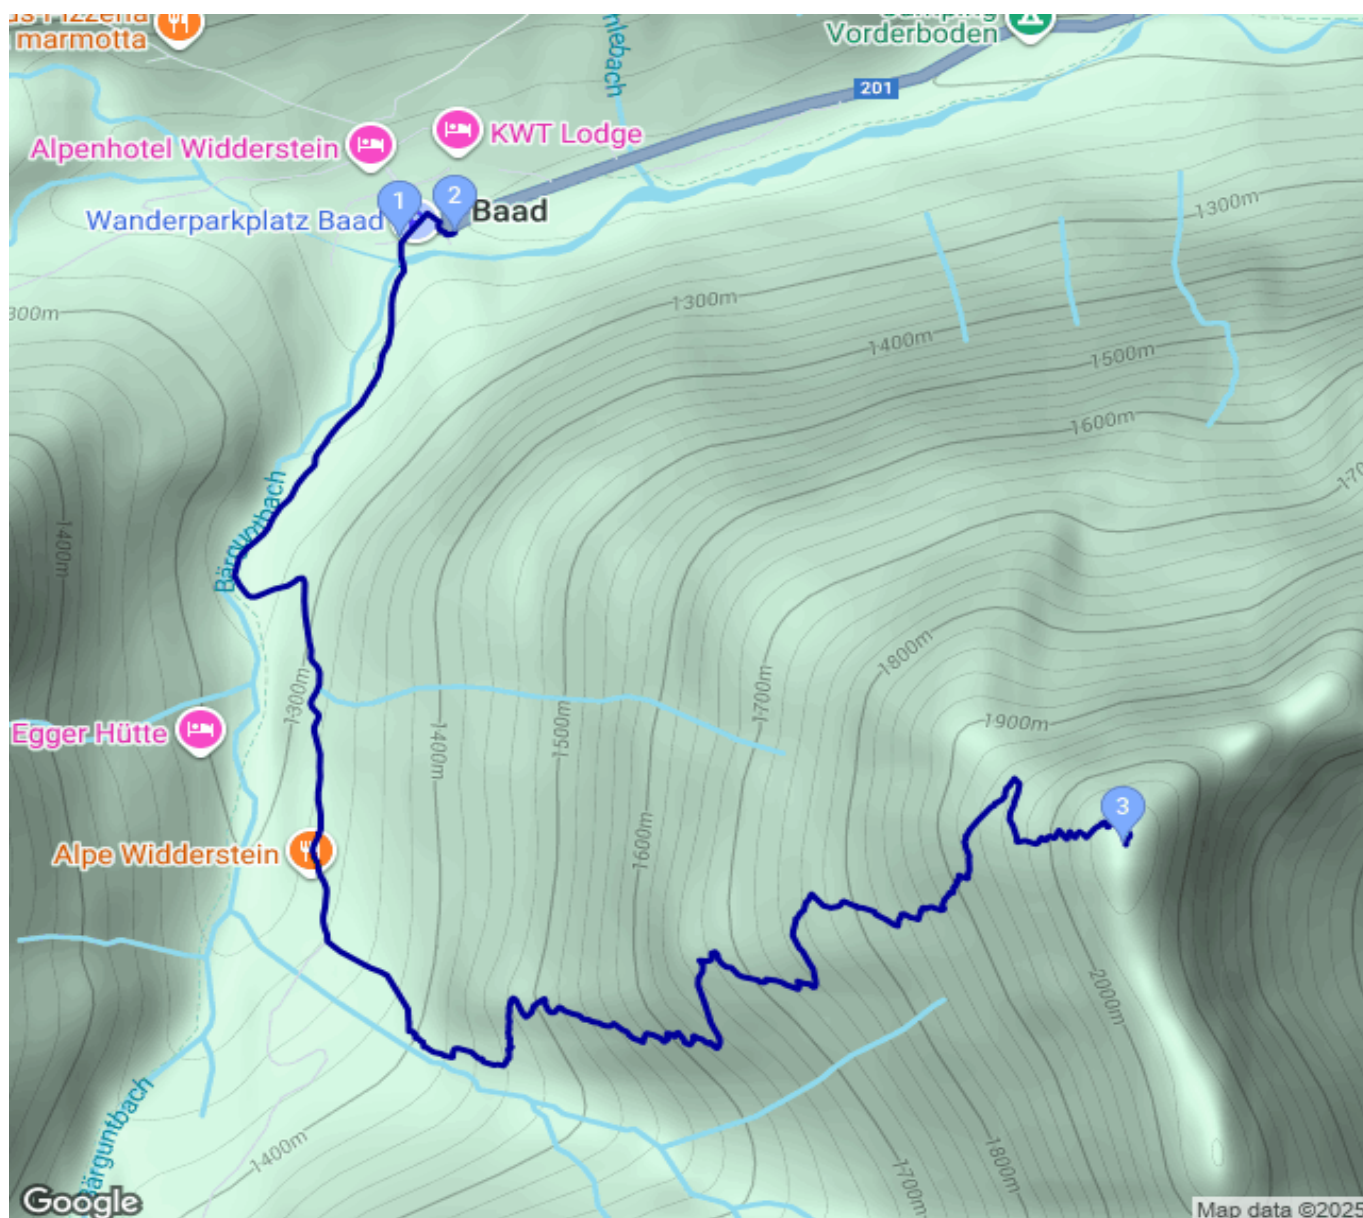 marmotta
Vorderboden
201
KWT Lodge
Alpenhotel Widderstein
1
2
Baad
Wanderparkplatz Baad
1300m
1300m
1400m
1500m
1600m
Bärguntbach
1400m
1800m
1300m
1700m
1900m
1400m
1500m
Egger Hütte
3
1600m
Alpe Widderstein
2000m
Bärguntbach
1400m
1800m
1700m
Google
Map data ©2025